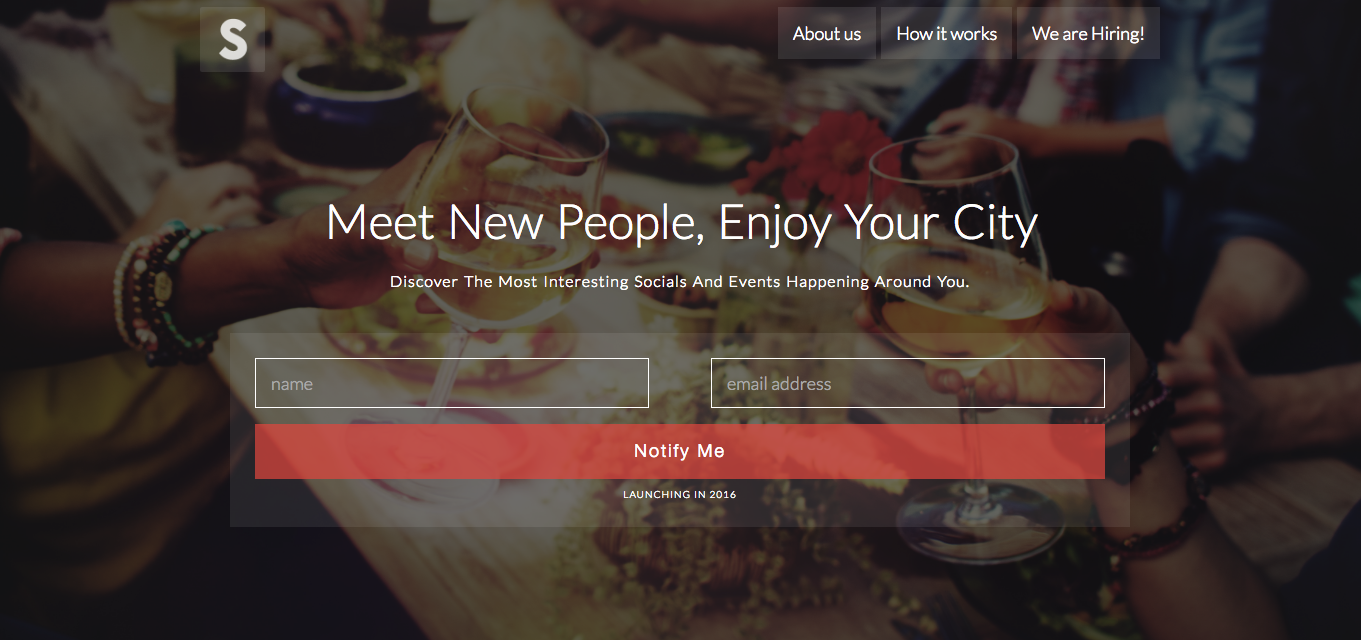 S
About us
How it works
We are Hiring!
Meet New People, Enjoy Your City
Discover The Most Interesting Socials And Events Happening Around You.
name
email address
Notify Me
LAUNCHING IN 2016